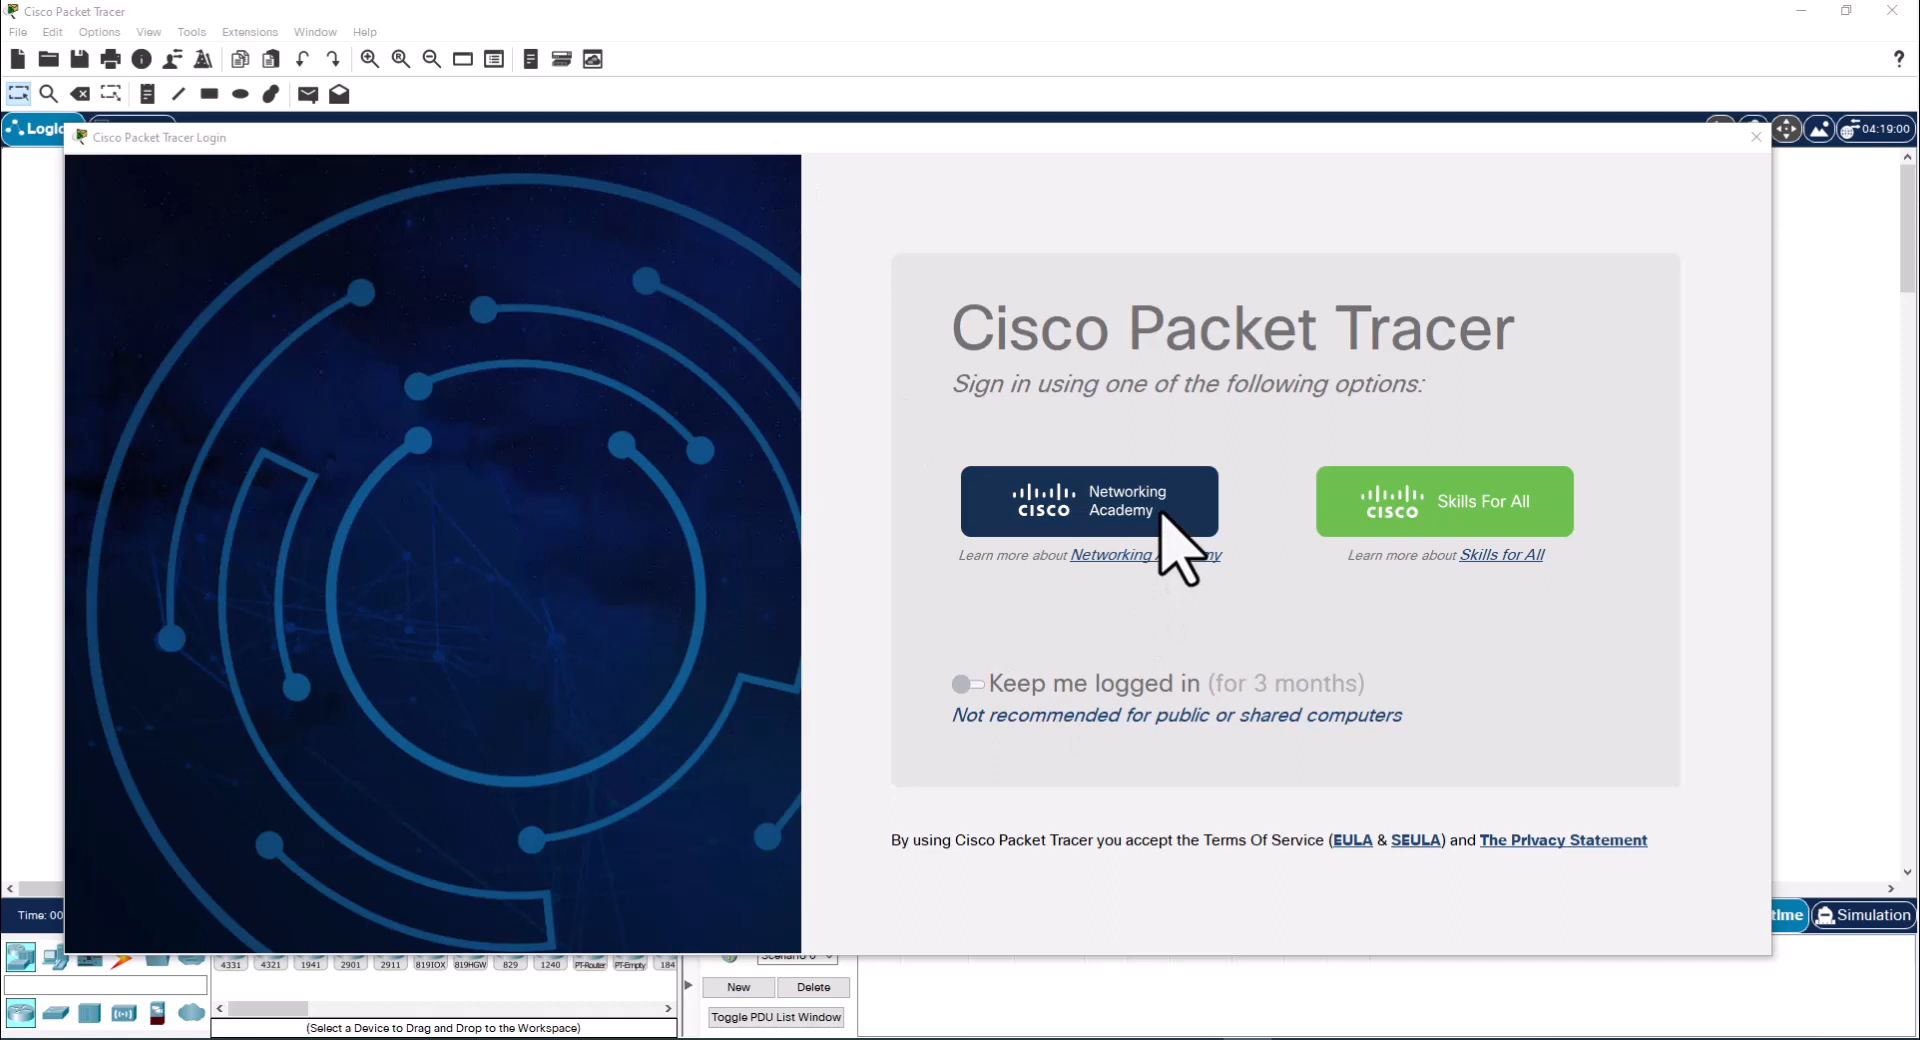 Cisco Packet Tracer
File Edit Options View Tools Extensions Window Help
?
04:19:00
Cisco Packet Tracer Login
Cisco Packet Tracer
Sign in using one of the following options:
CISCO Networking Academy
CISCO Skills For All
Learn more about Networking
Learn more about Skills for All
Keep me logged in (for 3 months)
Not recommended for public or shared computers
By using Cisco Packet Tracer you accept the Terms Of Service (EULA & SEULA) and The Privacy Statement
Time: 00
Simulation
4331 4321 1941 2901 2911 819IOX 819HGW 829 1240 PT-Router PT-Empty 184
Scenario 0
New Delete
Toggle PDU List Window
(Select a Device to Drag and Drop to the Workspace)